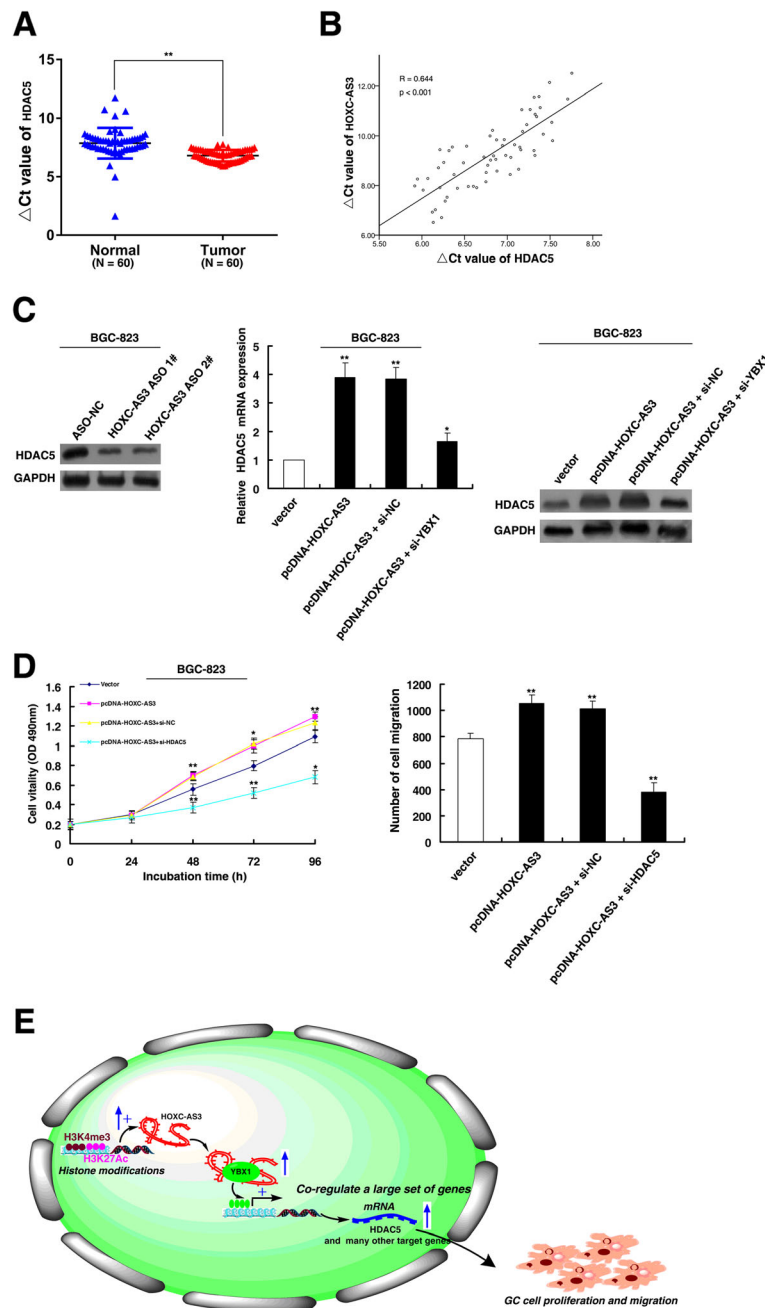 A
**
15
10
5
0
△Ct value of HDAC5
Normal
(N = 60)
Tumor
(N = 60)
B
R = 0.644
p < 0.001
12.00
10.00
8.00
6.00
△Ct value of HOXC-AS3
5.50
6.00
6.50
7.00
7.50
8.00
△Ct value of HDAC5
C
BGC-823
ASO-NC
HOXC-AS3 ASO 1#
HOXC-AS3 ASO 2#
HDAC5
GAPDH
BGC-823
Relative HDAC5 mRNA expression
5
4
3
2
1
0
**
**
*
vector
pcDNA-HOXC-AS3
pcDNA-HOXC-AS3 + si-NC
pcDNA-HOXC-AS3 + si-YBX1
BGC-823
vector
pcDNA-HOXC-AS3
pcDNA-HOXC-AS3 + si-NC
pcDNA-HOXC-AS3 + si-YBX1
HDAC5
GAPDH
D
BGC-823
Vector
pcDNA-HOXC-AS3
pcDNA-HOXC-AS3+si-NC
pcDNA-HOXC-AS3+si-HDAC5
Cell vitality (OD 490nm)
1.6
1.4
1.2
1
0.8
0.6
0.4
0.2
0
**
*
**
**
**
*
0
24
48
72
96
Incubation time (h)
Number of cell migration
1200
1000
800
600
400
200
0
**
**
**
vector
pcDNA-HOXC-AS3
pcDNA-HOXC-AS3 + si-NC
pcDNA-HOXC-AS3 + si-HDAC5
E
HOXC-AS3
+
H3K4me3
H3K27Ac
Histone modifications
YBX1
+
Co-regulate a large set of genes
mRNA
HDAC5
and many other target genes
GC cell proliferation and migration